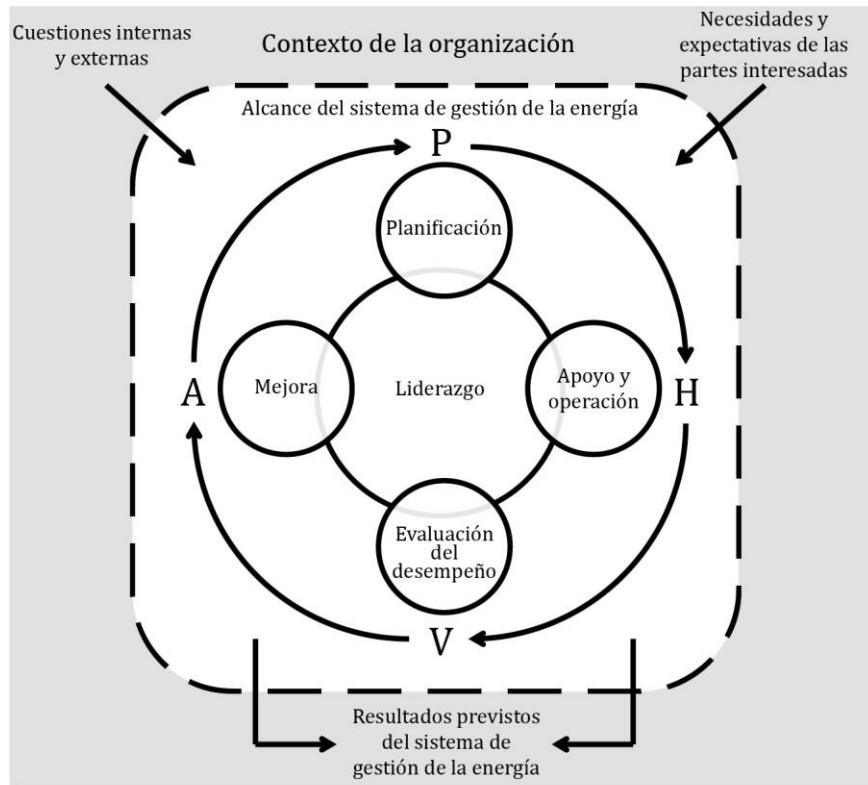 Cuestiones internas
y externas
Contexto de la organización
Necesidades y
expectativas de las
partes interesadas
Alcance del sistema de gestión de la energía
P
Planificación
A
Mejora
Liderazgo
Apoyo y
operación
H
Evaluación
del
desempeño
V
Resultados previstos
del sistema de
gestión de la energía